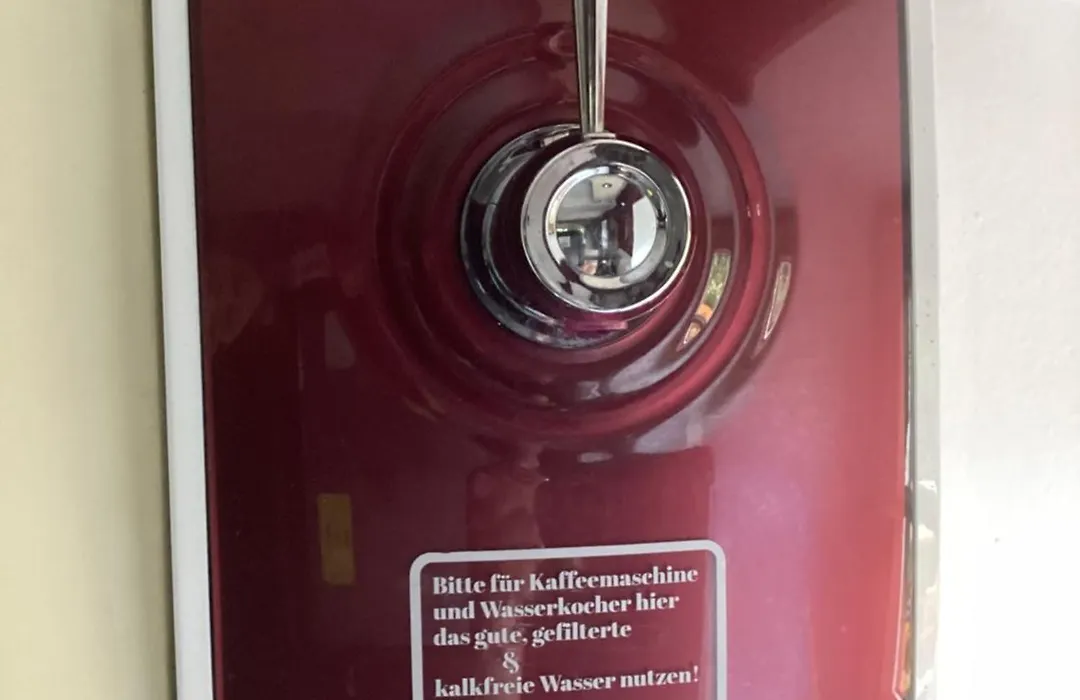 Bitte für Kaffeemaschine
und Wasserkocher hier
das gute, gefilterte
&
kalkfreie Wasser nutzen!